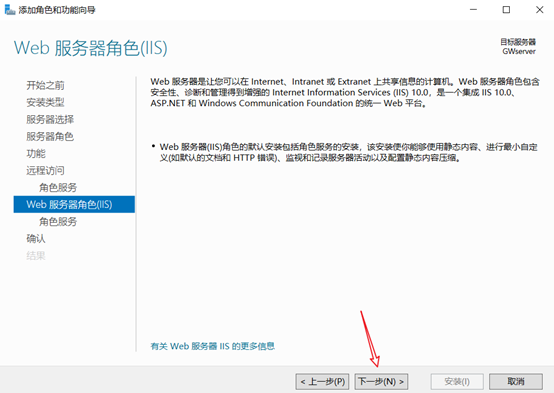 添加角色和功能向导
Web 服务器角色(IIS)
目标服务器
GWserver
开始之前
安装类型
服务器选择
服务器角色
功能
远程访问
角色服务
Web 服务器角色(IIS)
角色服务
确认
结果
Web 服务器是让您可以在 Internet、Intranet 或 Extranet 上共享信息的计算机。Web 服务器角色包含
安全性、诊断和管理得到增强的 Internet Information Services (IIS) 10.0，是一个集成 IIS 10.0、
ASP.NET 和 Windows Communication Foundation 的统一 Web 平台。
• Web 服务器(IIS)角色的默认安装包括角色服务的安装，该安装使你能够使用静态内容、进行最小自定
义(如默认的文档和 HTTP 错误)、监视和记录服务器活动以及配置静态内容压缩。
有关 Web 服务器 IIS 的更多信息
< 上一步(P)
下一步(N) >
安装(I)
取消